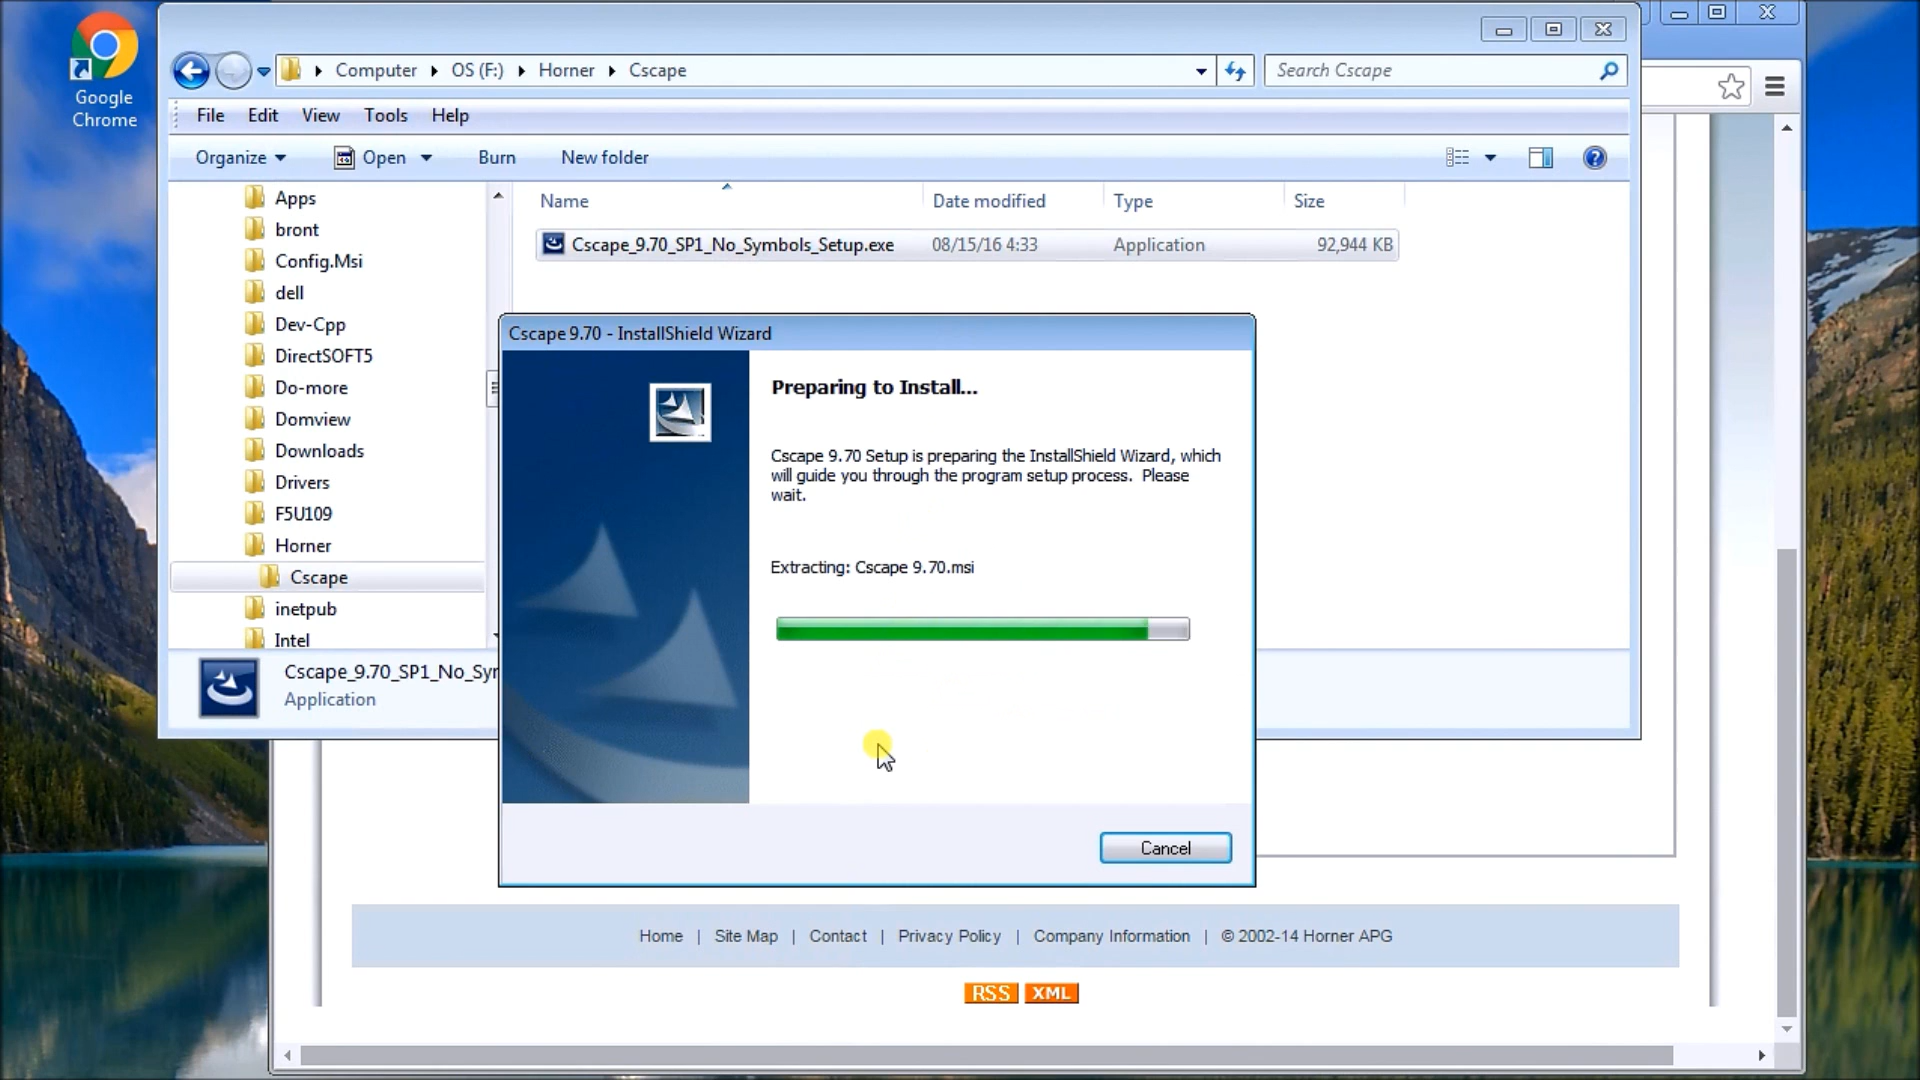 Google
Chrome
Computer
OS (F:)
Horner
Cscape
Search Cscape
File
Edit
View
Tools
Help
Organize
Open
Burn
New folder
Name
Date modified
Type
Size
Cscape_9.70_SP1_No_Symbols_Setup.exe
08/15/16 4:33
Application
92,944 KB
Apps
bront
Config.Msi
dell
Dev-Cpp
DirectSOFT5
Do-more
Domview
Downloads
Drivers
F5U109
Horner
Cscape
inetpub
Intel
Cscape_9.70_SP1_No_Syr
Application
Cscape 9.70 - InstallShield Wizard
Preparing to Install...
Cscape 9.70 Setup is preparing the InstallShield Wizard, which
will guide you through the program setup process. Please
wait.
Extracting: Cscape 9.70.msi
Cancel
Home | Site Map | Contact | Privacy Policy | Company Information | © 2002-14 Horner APG
RSS XML